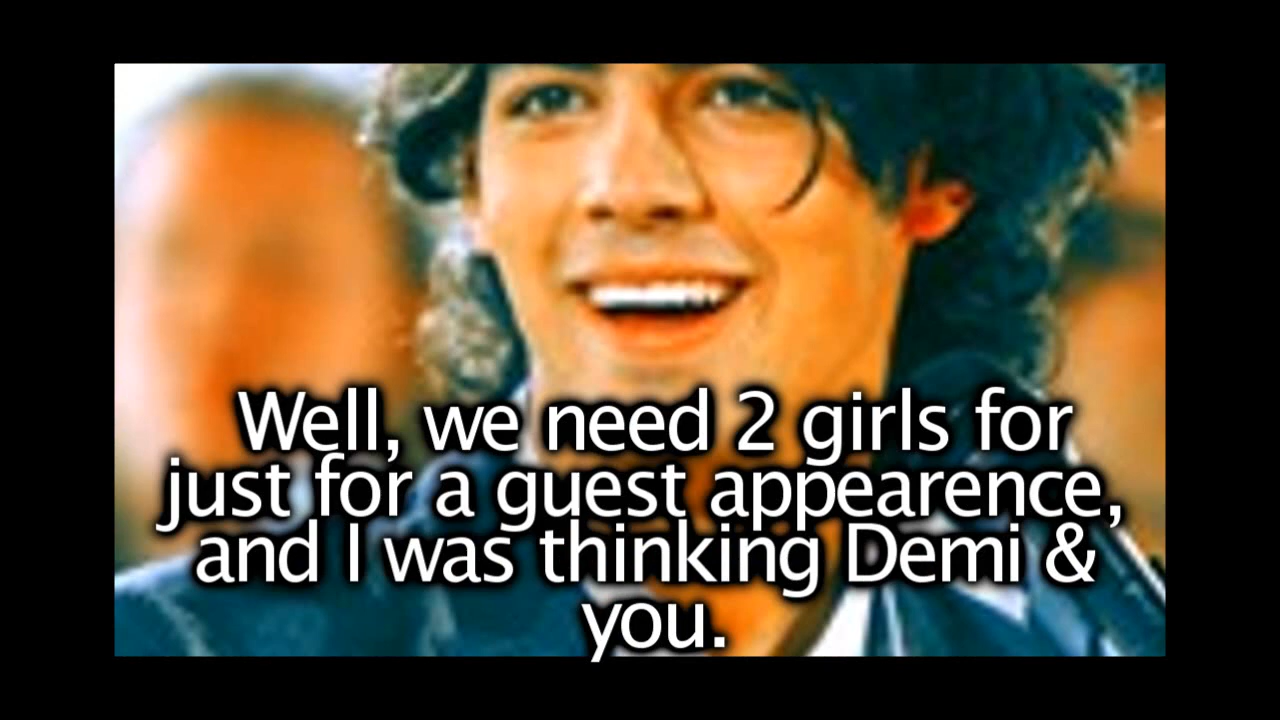 Well, we need 2 girls for
just for a guest appearence,
and I was thinking Demi &
you.